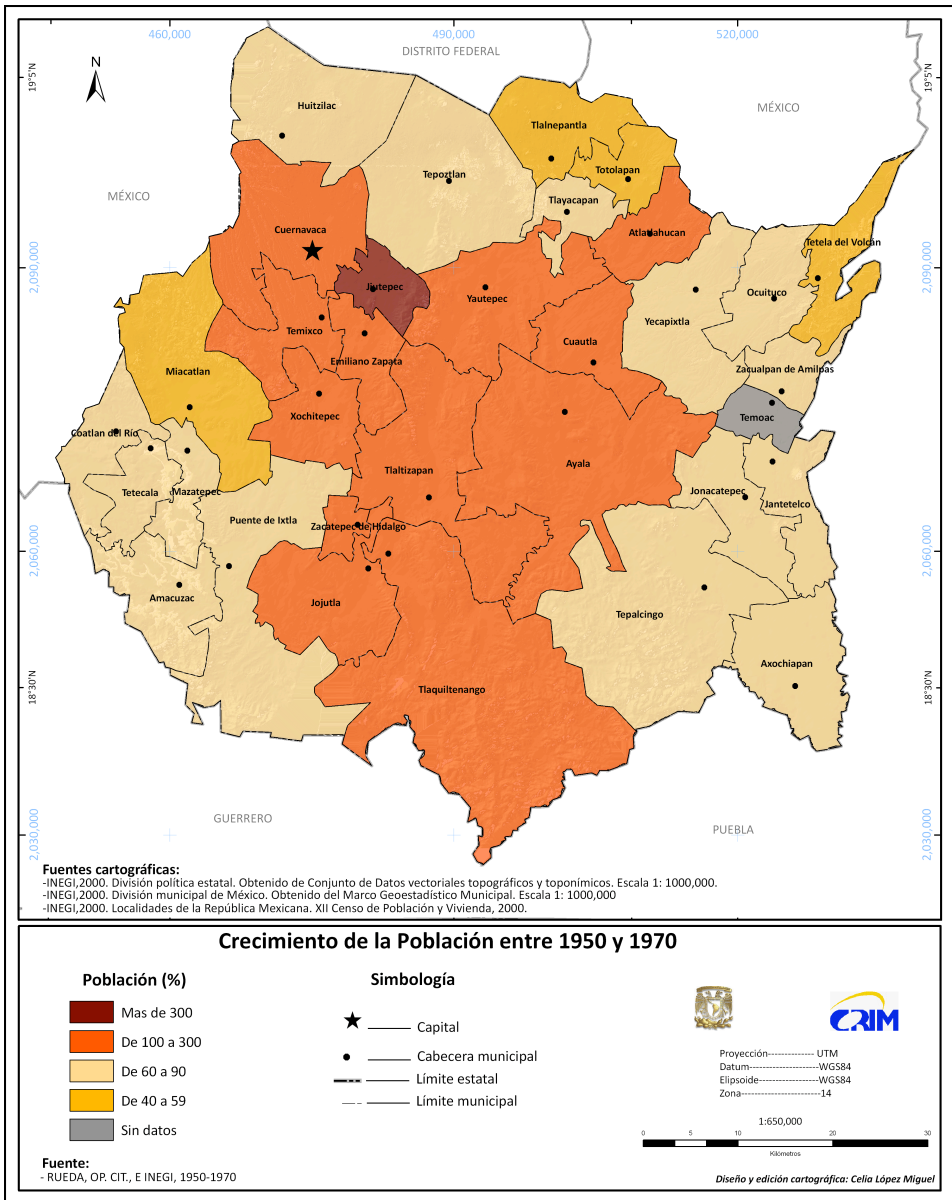 460,000 490,000 520,000
DISTRITO FEDERAL
19°5'N 19°5'N
N
Huitzilac
MÉXICO
Tlalnepantla
Totolapan
Tepoztlan
MÉXICO
Tlayacapan
Cuernavaca
Atlatlahucan
Tetela del Volcán
2,090,000 2,090,000
Jiutepec
Yautepec
Ocuituco
Temixco
Yecapixtla
Cuautla
Emiliano Zapata
Miacatlan
Zacualpan de Amilpas
Xochitepec
Temoac
Coatlan del Río
Ayala
Tlaltizapan
Tetecala
Mazatepec
Jonacatepec
Jantetelco
Puente de Ixtla
Zacatepec de Hidalgo
2,060,000 2,060,000
Amacuzac
Jojutla
Tepalcingo
Axochiapan
18°30'N 18°30'N
Tlaquiltenango
GUERRERO
PUEBLA
2,030,000 2,030,000
Fuentes cartográficas:
-INEGI,2000. División política estatal. Obtenido de Conjunto de Datos vectoriales topográficos y toponímicos. Escala 1: 1000,000.
-INEGI,2000. División municipal de México. Obtenido del Marco Geoestadístico Municipal. Escala 1: 1000,000
-INEGI,2000. Localidades de la República Mexicana. XII Censo de Población y Vivienda, 2000.
Crecimiento de la Población entre 1950 y 1970
Población (%)
Mas de 300
De 100 a 300
De 60 a 90
De 40 a 59
Sin datos
Simbología
Capital
Cabecera municipal
Límite estatal
Límite municipal
CRIM
Proyección-------------- UTM
Datum------------------WGS84
Elipsoide----------------WGS84
Zona---------------------14
1:650,000
0 5 10 20 30
Kilómetros
Fuente:
- RUEDA, OP. CIT., E INEGI, 1950-1970
Diseño y edición cartográfica: Celia López Miguel